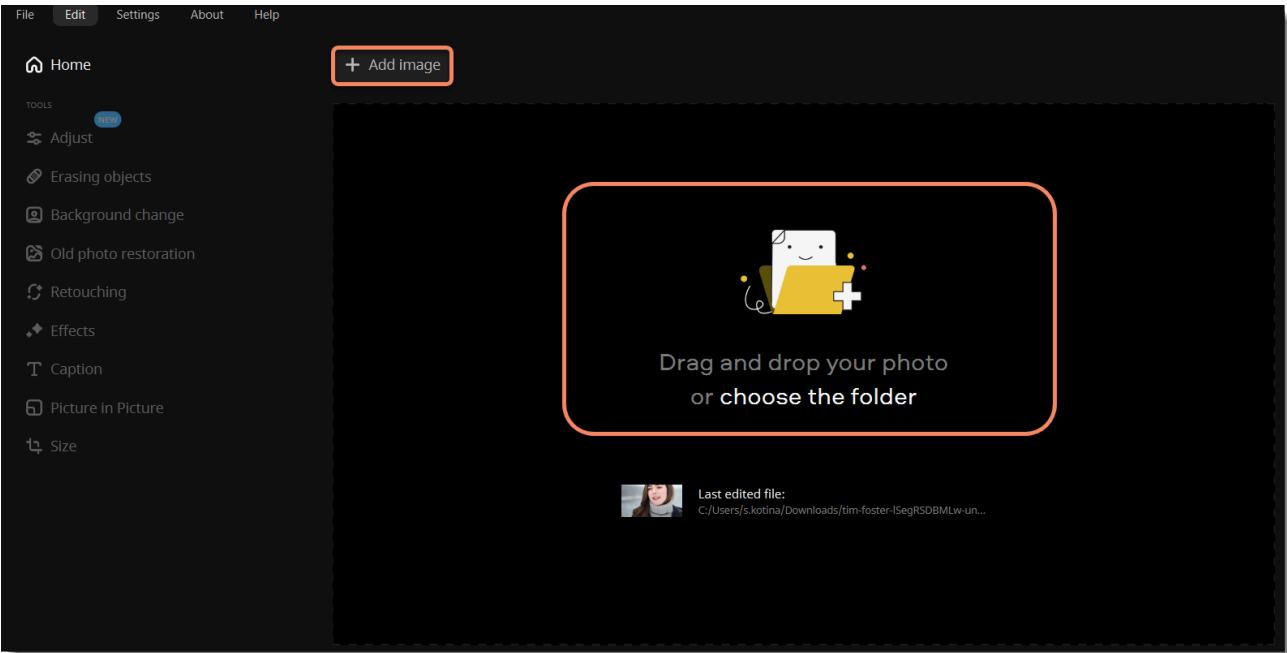 File Edit Settings About Help
Home
+ Add image
TOOLS
NEW
Adjust
Erasing objects
Background change
Old photo restoration
Retouching
Effects
Caption
Picture in Picture
Size
Drag and drop your photo
or choose the folder
Last edited file:
C:/Users/s.kotina/Downloads/tim-foster-lSegRSDBMLw-un...